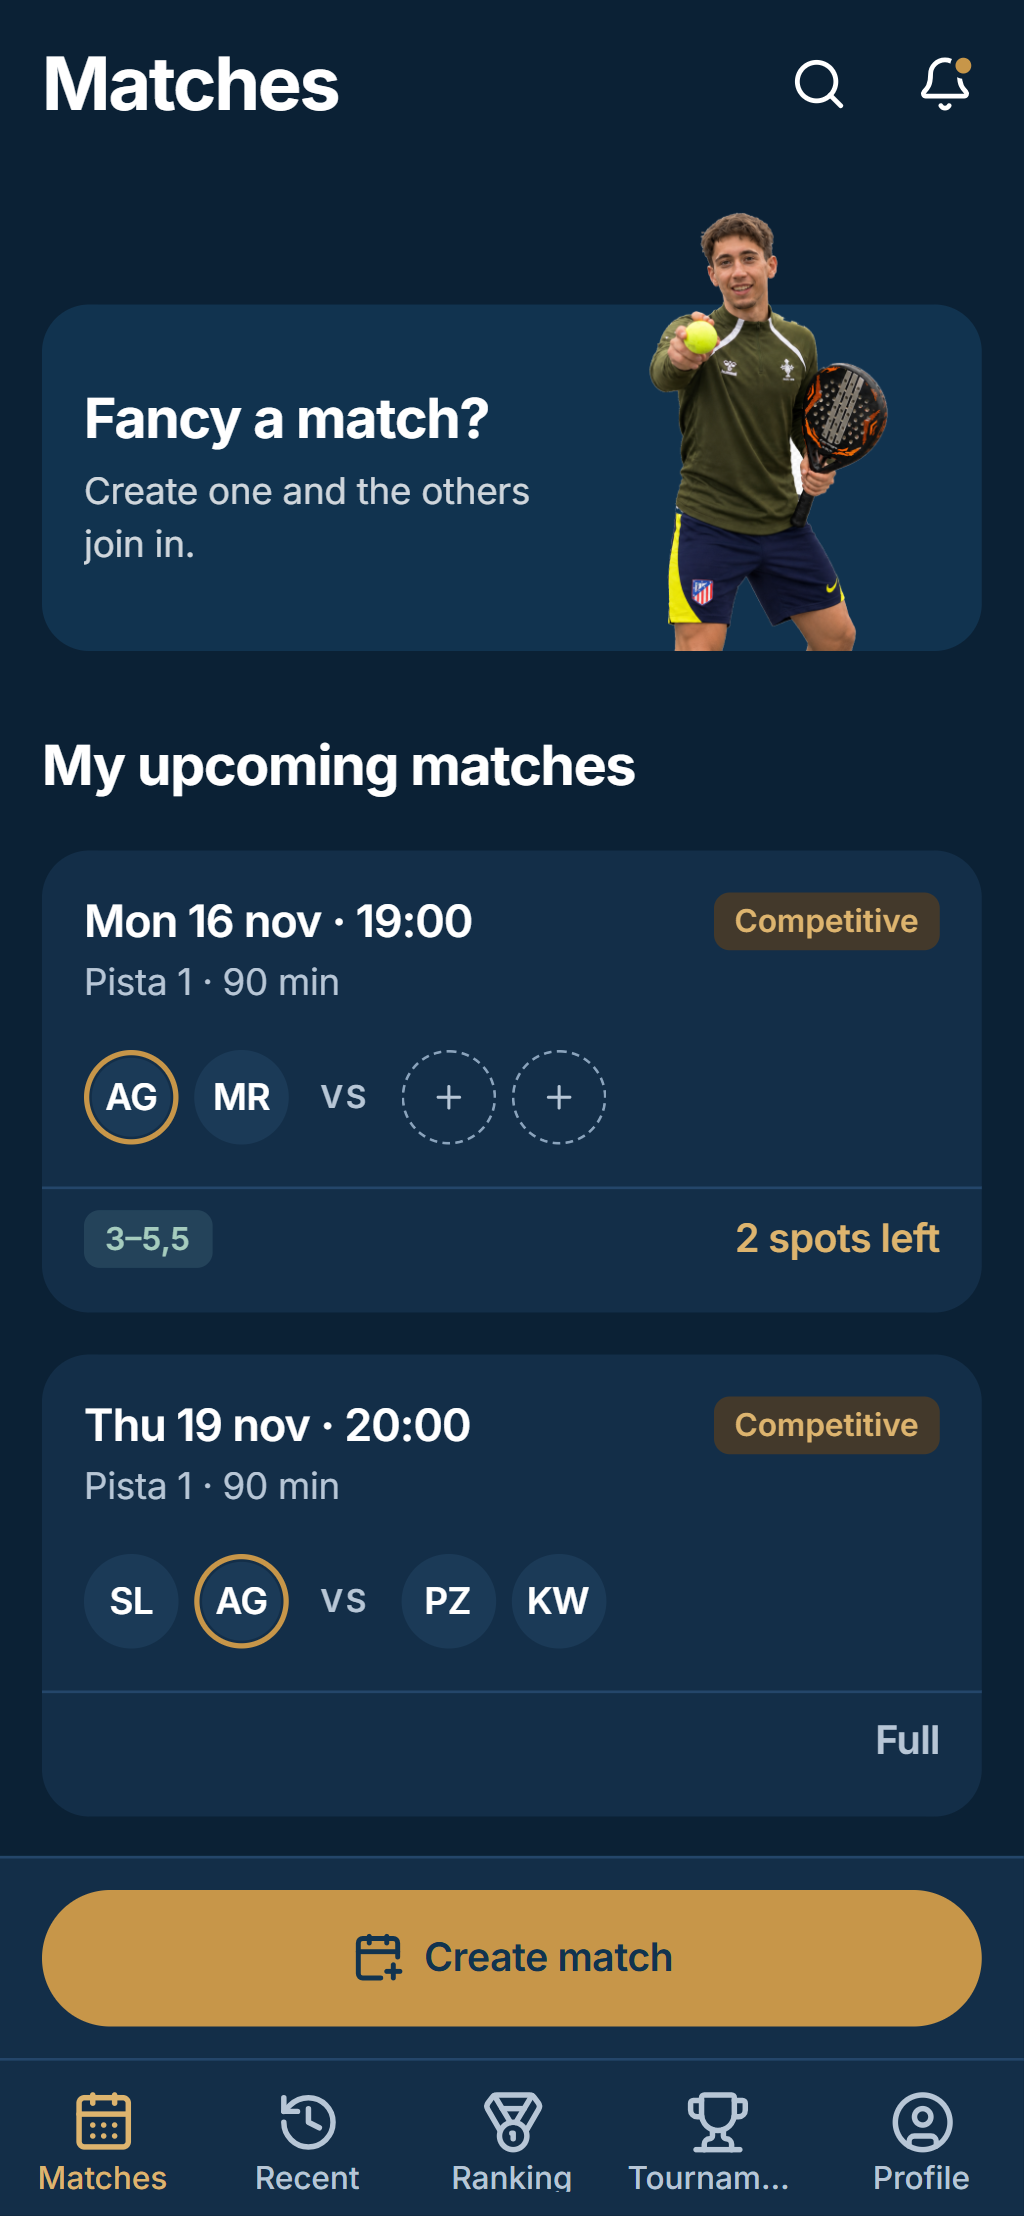 Matches
Fancy a match?
Create one and the others
join in.
My upcoming matches
Mon 16 nov · 19:00
Competitive
Pista 1 · 90 min
AG MR VS + +
3–5,5
2 spots left
Thu 19 nov · 20:00
Competitive
Pista 1 · 90 min
SL AG VS PZ KW
Full
Create match
Matches Recent Ranking Tournam... Profile